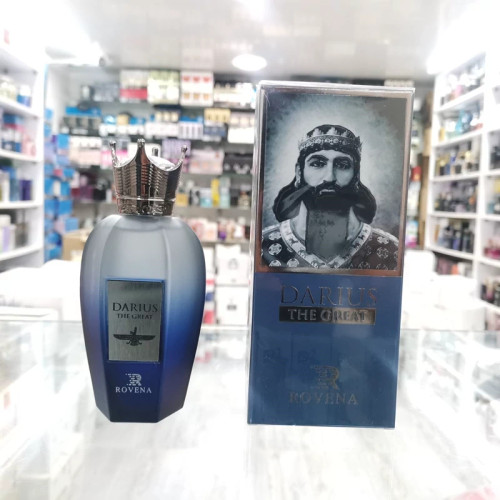 DARIUS
THE GREAT
R
ROVENA
DARIUS
THE GREAT
R
ROVENA